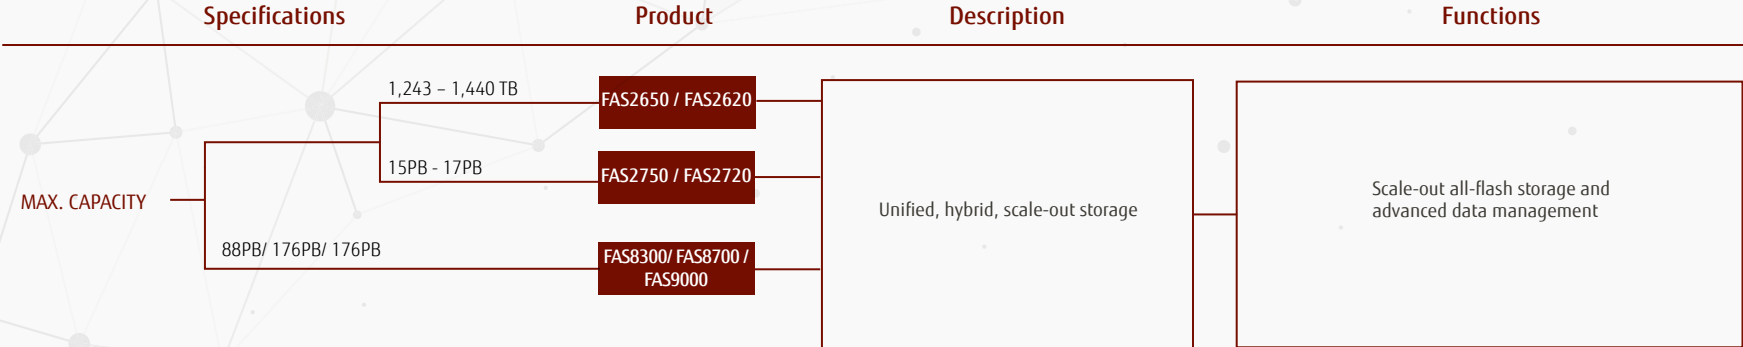 Specifications
Product
Description
Functions
1,243 – 1,440 TB
FAS2650 / FAS2620
15PB - 17PB
FAS2750 / FAS2720
MAX. CAPACITY
Unified, hybrid, scale-out storage
Scale-out all-flash storage and
advanced data management
88PB/ 176PB/ 176PB
FAS8300/ FAS8700 /
FAS9000